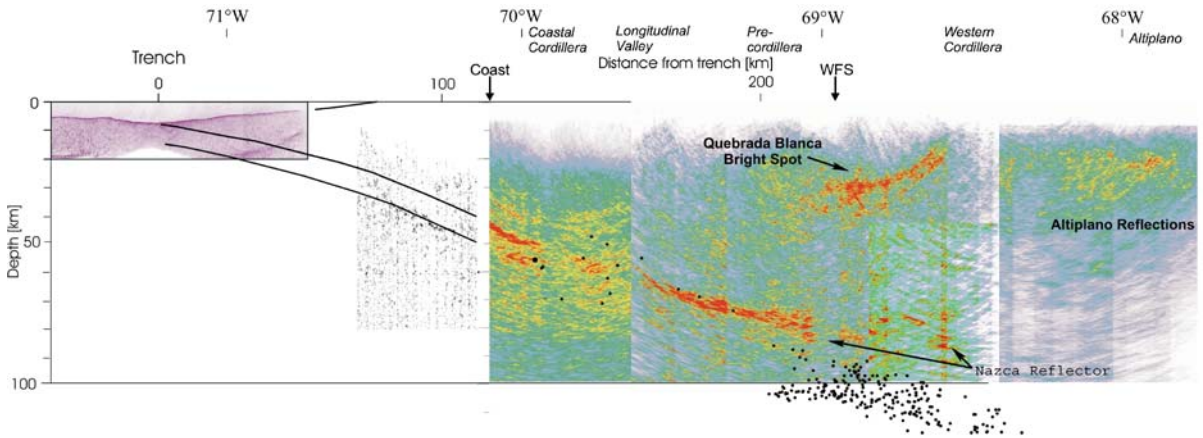 71°W
70°W
69°W
68°W
Coastal
Cordillera
Longitudinal
Valley
Pre-
cordillera
Western
Cordillera
Altiplano
Trench
Distance from trench [km]
0
100
200
Coast
WFS
0
50
100
Depth [km]
Quebrada Blanca
Bright Spot
Altiplano Reflections
Nazca Reflector